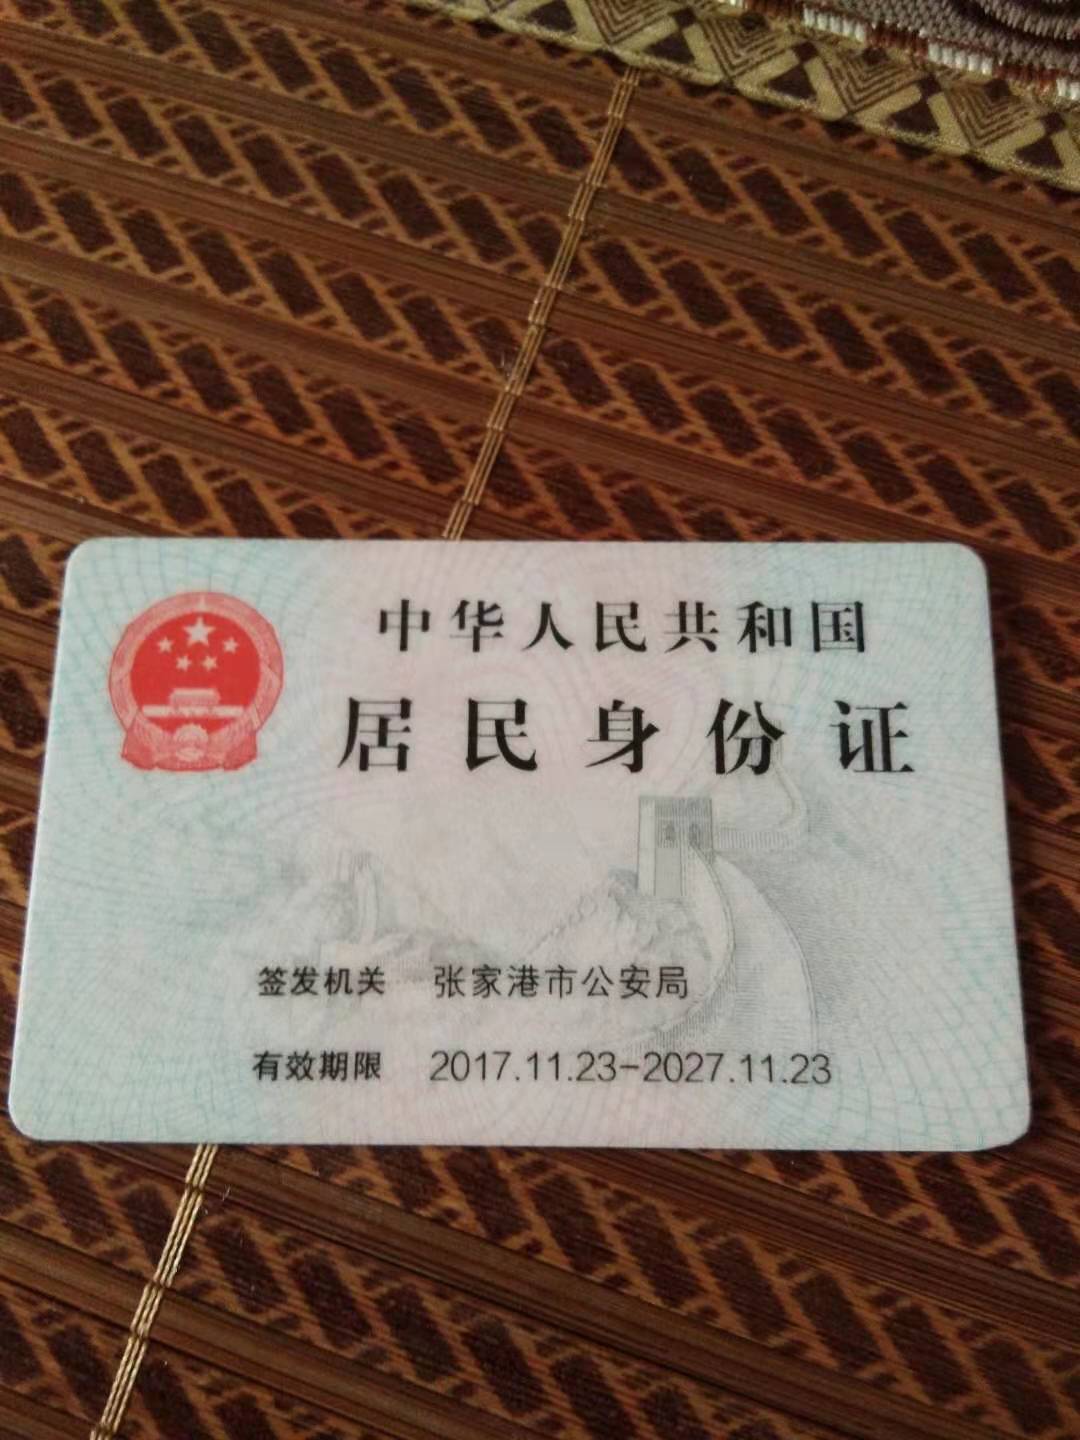 中华人民共和国
居民身份证
签发机关 张家港市公安局
有效期限 2017.11.23-2027.11.23